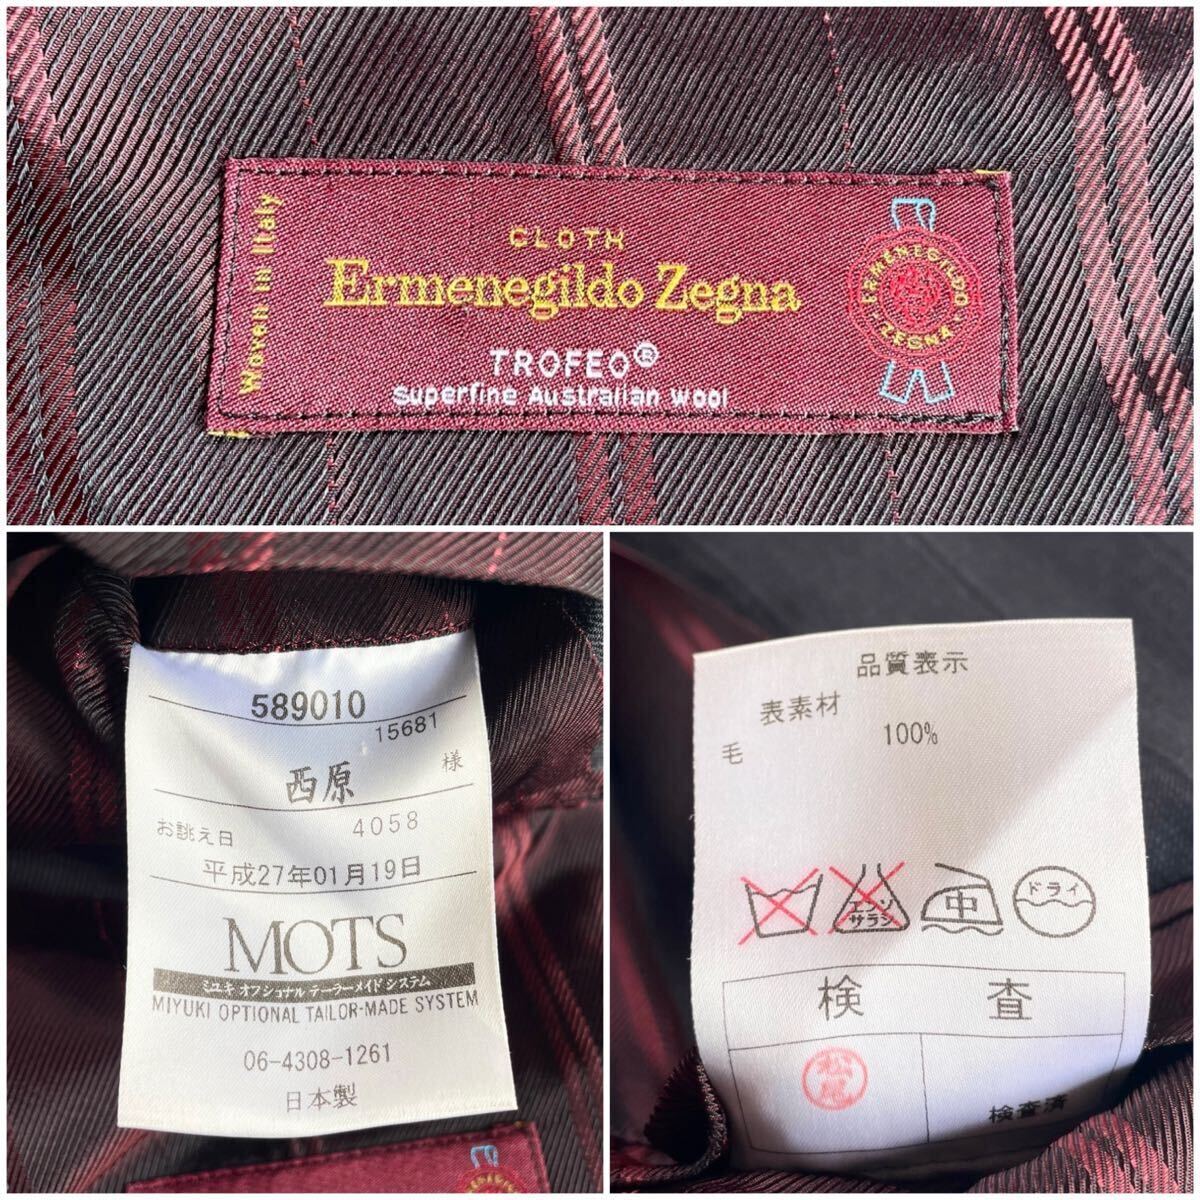 Woven in Italy
CLOTH
Ermenegildo Zegna
TROFEO®
Superfine Australian Wool
ERMENEGILDO
ZEGNA
589010
15681
西原 様
お誂え日 4058
平成27年01月19日
MOTS
ミユキ オプショナル テーラーメイド システム
MIYUKI OPTIONAL TAILOR-MADE SYSTEM
06-4308-1261
日本製
品質表示
表素材
毛 100%
エンソ
サラシ
中
ドライ
検 査
松尾
検査済